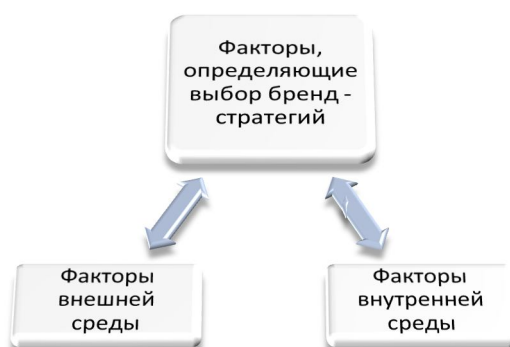 Факторы,
определяющие
выбор бренд -
стратегий
Факторы
внешней
среды
Факторы
внутренней
среды